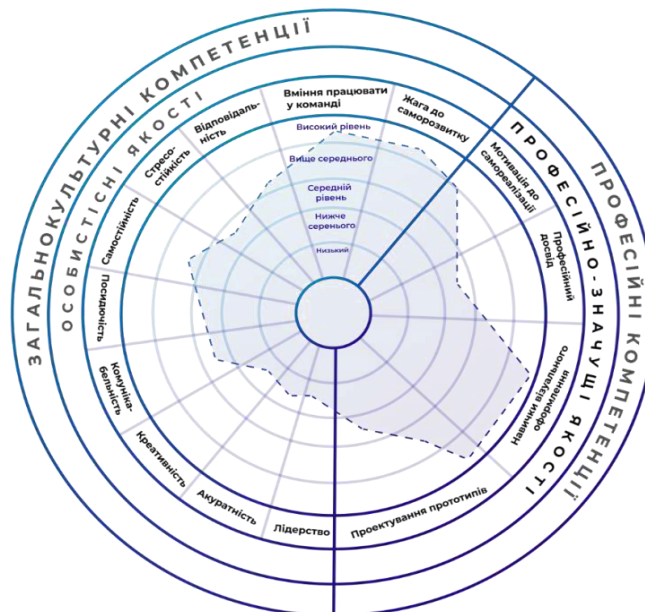 ЗАГАЛЬНОКУЛЬТУРНІ КОМПЕТЕНЦІЇ
ОСОБИСТІСНІ ЯКОСТІ
ПРОФЕСІЙНІ КОМПЕТЕНЦІЇ
ПРОФЕСІЙНО-ЗНАЧУЩІ ЯКОСТІ
Вміння працювати
у команді
Жага до
саморозвитку
Мотивація до
самореалізації
Професійний
досвід
Навички візуального
оформлення
Проектування прототипів
Лідерство
Акуратність
Креативність
Комуніка-
бельність
Посидючість
Самостійність
Стресо-
стійкість
Відповідаль-
ність
Високий рівень
Вище середнього
Середній
рівень
Нижче
серенього
Низький